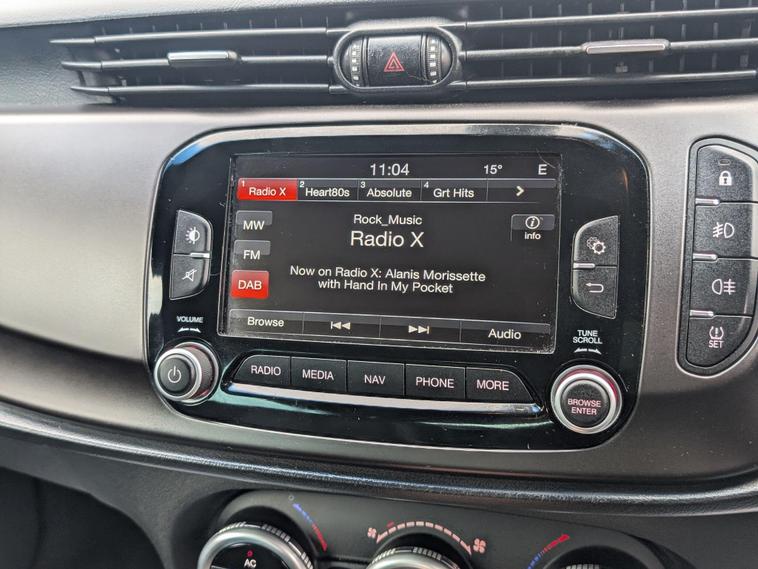 11:04 15° E
1 Radio X 2 Heart80s 3 Absolute 4 Grt Hits >
MW
FM
DAB
Rock_Music
Radio X
i
info
Now on Radio X: Alanis Morissette
with Hand In My Pocket
Browse Audio
VOLUME
TUNE
SCROLL
RADIO MEDIA NAV PHONE MORE
BROWSE
ENTER
SET
AC